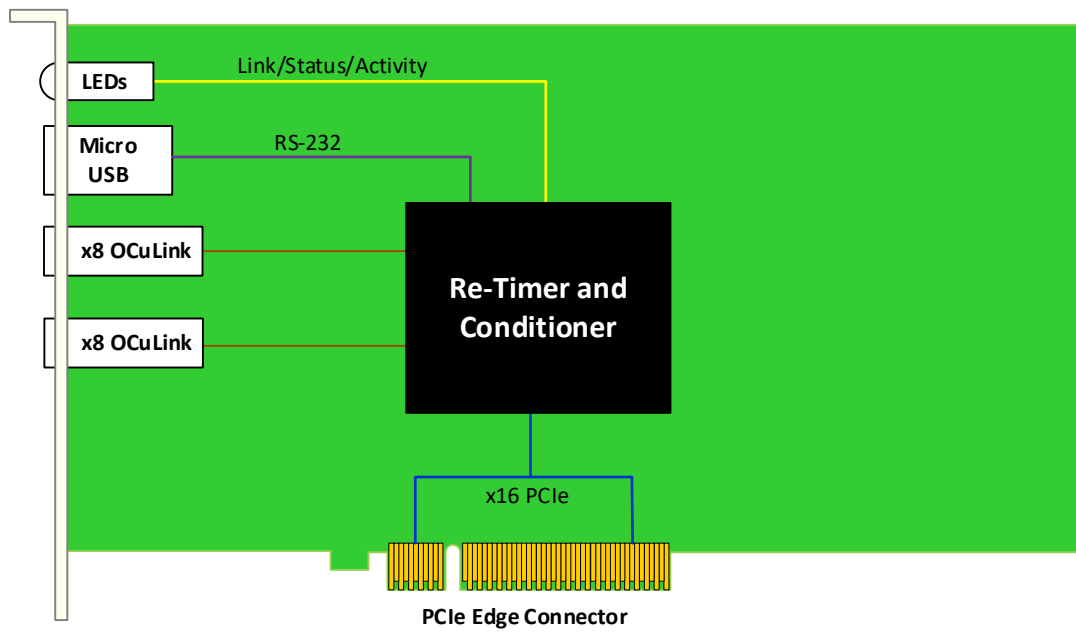 LEDs
Link/Status/Activity
Micro
USB
RS-232
x8 OCuLink
x8 OCuLink
Re-Timer and
Conditioner
x16 PCIe
PCIe Edge Connector